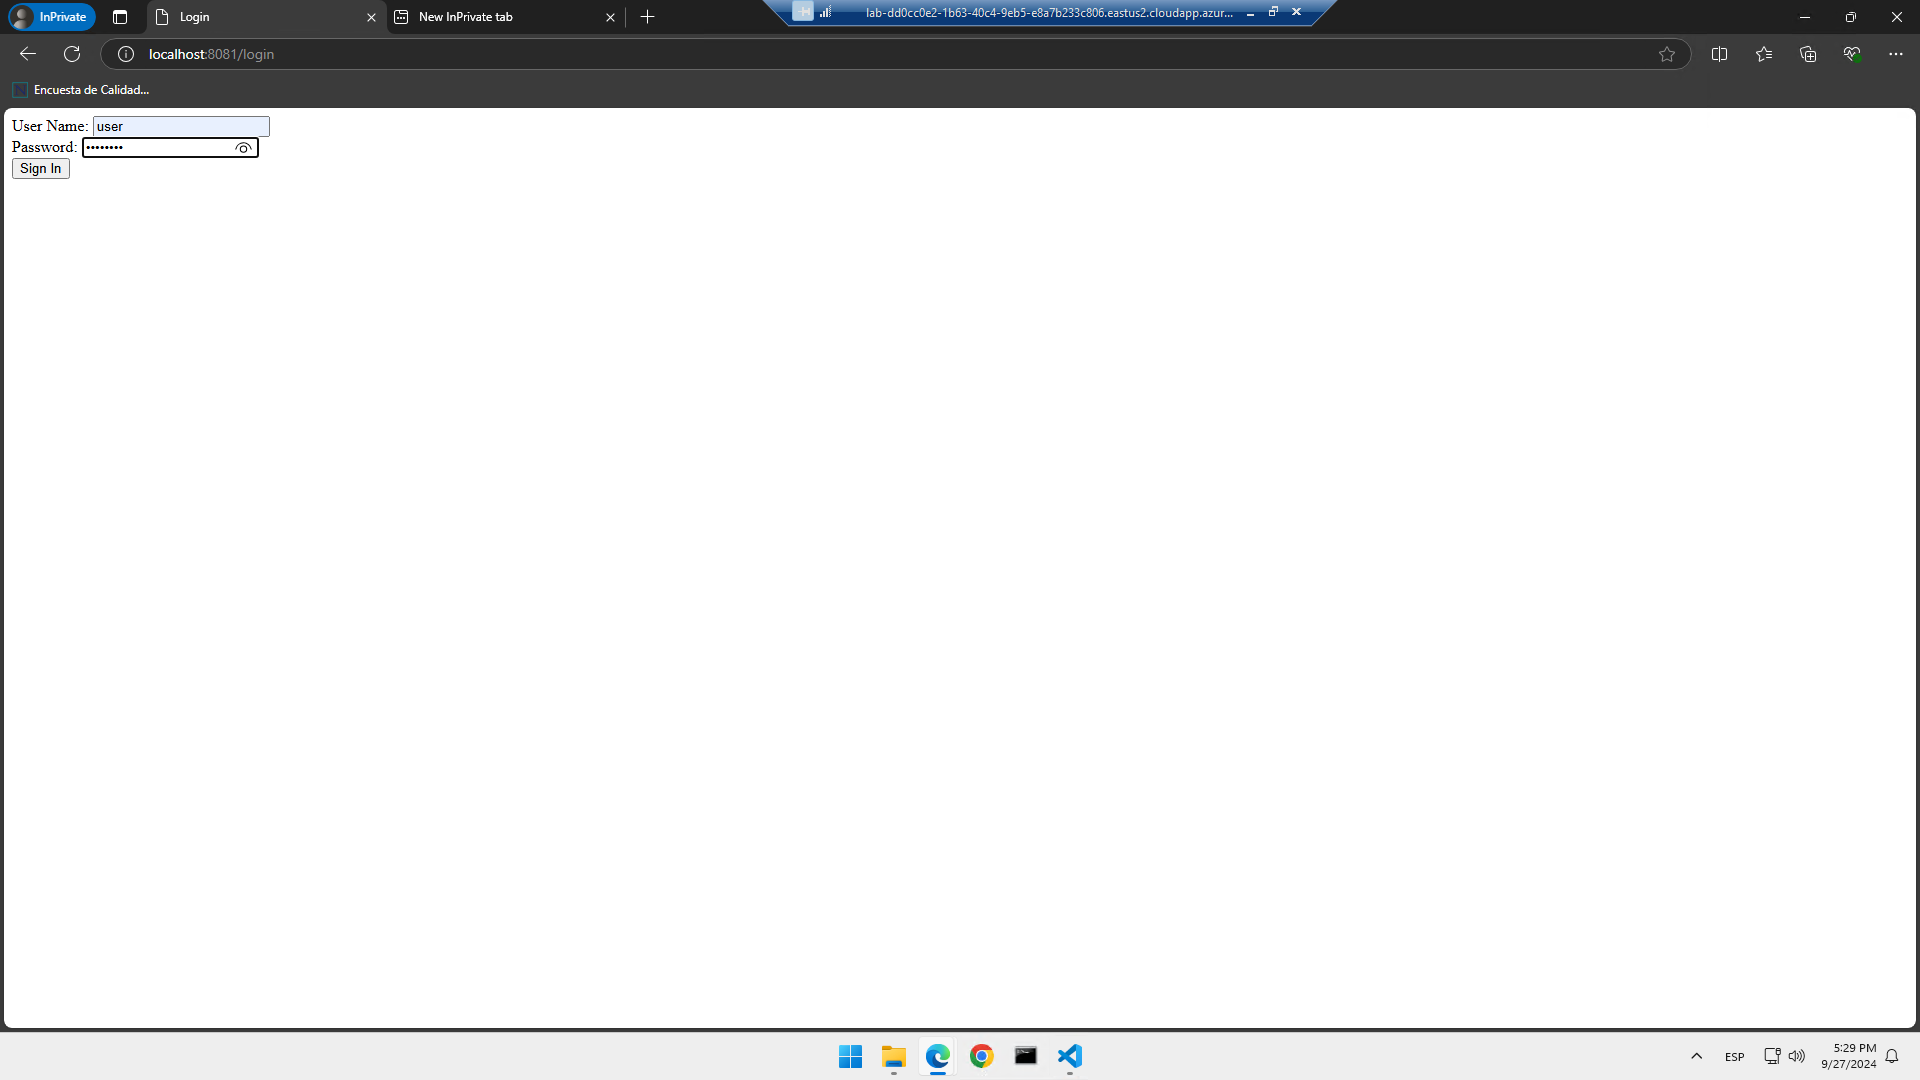 InPrivate
Login
New InPrivate tab
lab-dd0cc0e2-1b63-40c4-9eb5-e8a7b233c806.eastus2.cloudapp.azur...
localhost:8081/login
Encuesta de Calidad...
User Name: user
Password: ••••••••
Sign In
ESP
5:29 PM
9/27/2024